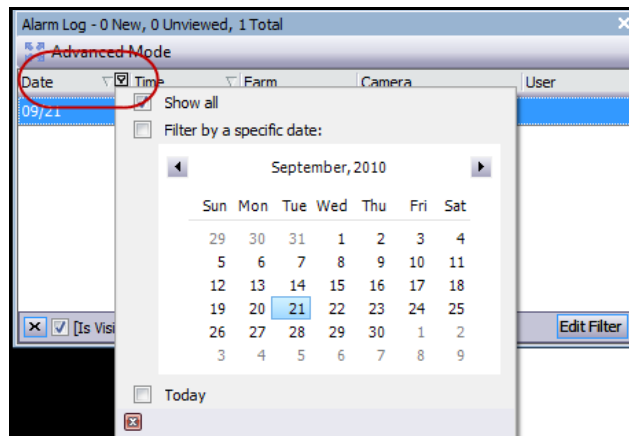 Alarm Log - 0 New, 0 Unviewed, 1 Total
Advanced Mode
Date Time Farm Camera User
09/21
Show all
Filter by a specific date:
September, 2010
Sun Mon Tue Wed Thu Fri Sat
29 30 31 1 2 3 4
5 6 7 8 9 10 11
12 13 14 15 16 17 18
19 20 21 22 23 24 25
26 27 28 29 30 1 2
3 4 5 6 7 8 9
[Is Visi Edit Filter
Today